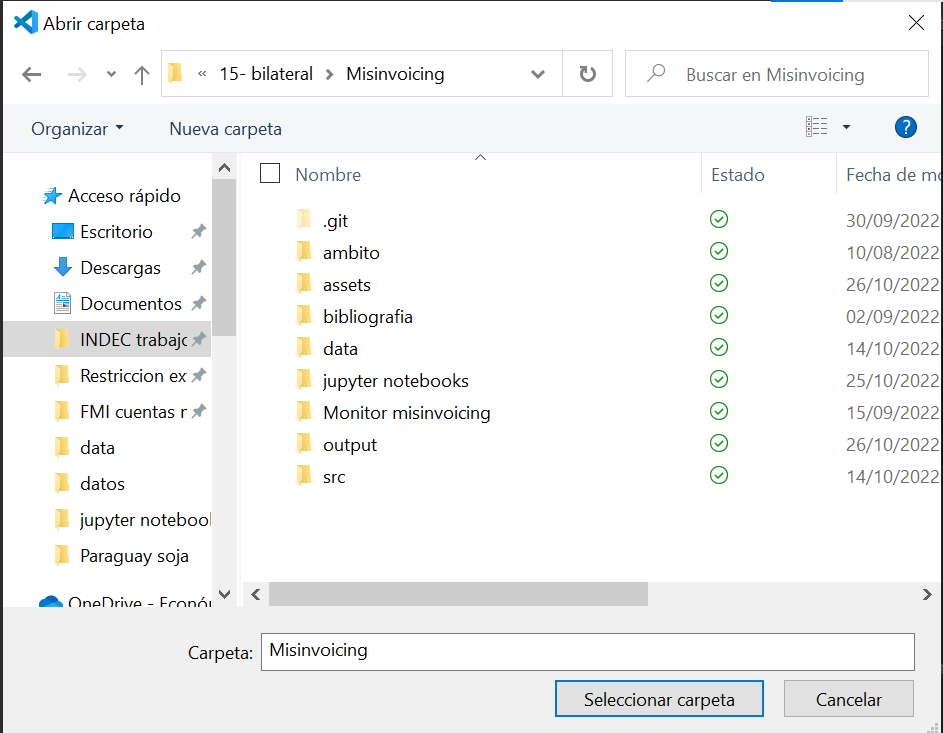 Abrir carpeta
« 15- bilateral > Misinvoicing
Buscar en Misinvoicing
Organizar
Nueva carpeta
?
Acceso rápido
Escritorio
Descargas
Documentos
INDEC trabajo
Restriccion ex
FMI cuentas n
data
datos
jupyter notebool
Paraguay soja
OneDrive - Econó
Nombre Estado Fecha de mo
.git 30/09/2022
ambito 10/08/2022
assets 26/10/2022
bibliografia 02/09/2022
data 14/10/2022
jupyter notebooks 25/10/2022
Monitor misinvoicing 15/09/2022
output 26/10/2022
src 14/10/2022
Carpeta: Misinvoicing
Seleccionar carpeta
Cancelar